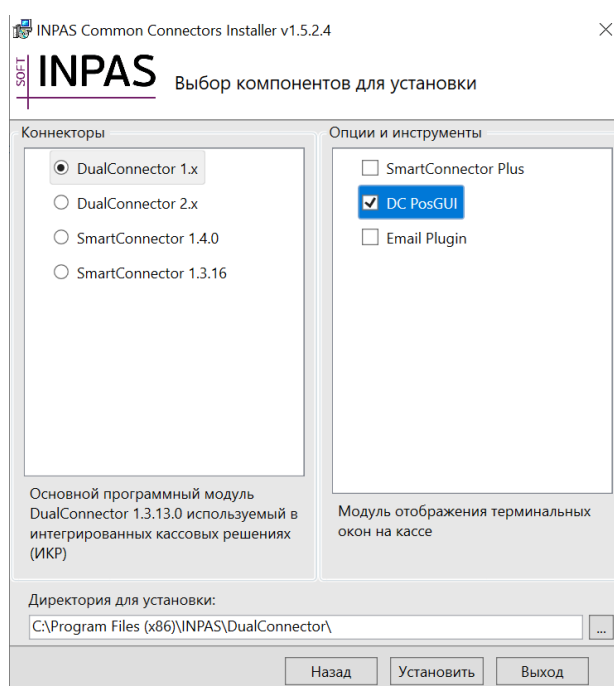 INPAS Common Connectors Installer v1.5.2.4
SOFT
INPAS
Выбор компонентов для установки
Коннекторы
DualConnector 1.x
DualConnector 2.x
SmartConnector 1.4.0
SmartConnector 1.3.16
Основной программный модуль
DualConnector 1.3.13.0 используемый в
интегрированных кассовых решениях
(ИКР)
Опции и инструменты
SmartConnector Plus
DC PosGUI
Email Plugin
Модуль отображения терминальных
окон на кассе
Директория для установки:
C:\Program Files (x86)\INPAS\DualConnector\
...
Назад
Установить
Выход